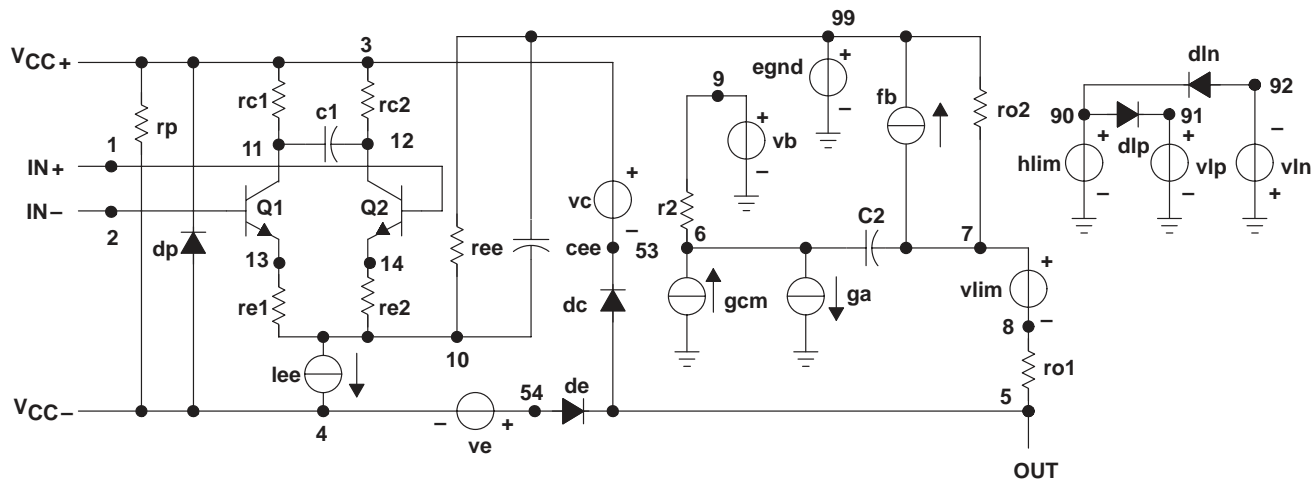 99
3
VCC+
egnd
+
−
fb
ro2
dln
92
9
rc1
rc2
c1
rp
1
11
12
+
vb
−
90
91
dlp
+
hlim
−
+
vlp
−
−
vln
+
IN+
IN−
2
Q1
Q2
dp
ree
cee
vc
+
−
53
r2
6
C2
7
13
14
re1
re2
dc
gcm
ga
vlim
+
−
8
10
lee
ro1
5
VCC−
4
−
ve
+
54
de
OUT